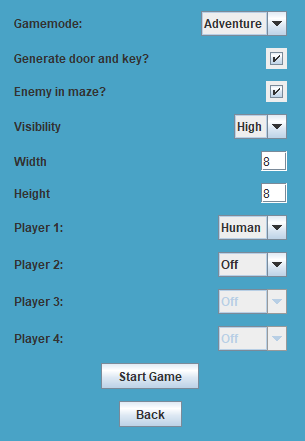 Gamemode: Adventure
Generate door and key?
Enemy in maze?
Visibility High
Width 8
Height 8
Player 1: Human
Player 2: Off
Player 3: Off
Player 4: Off
Start Game
Back